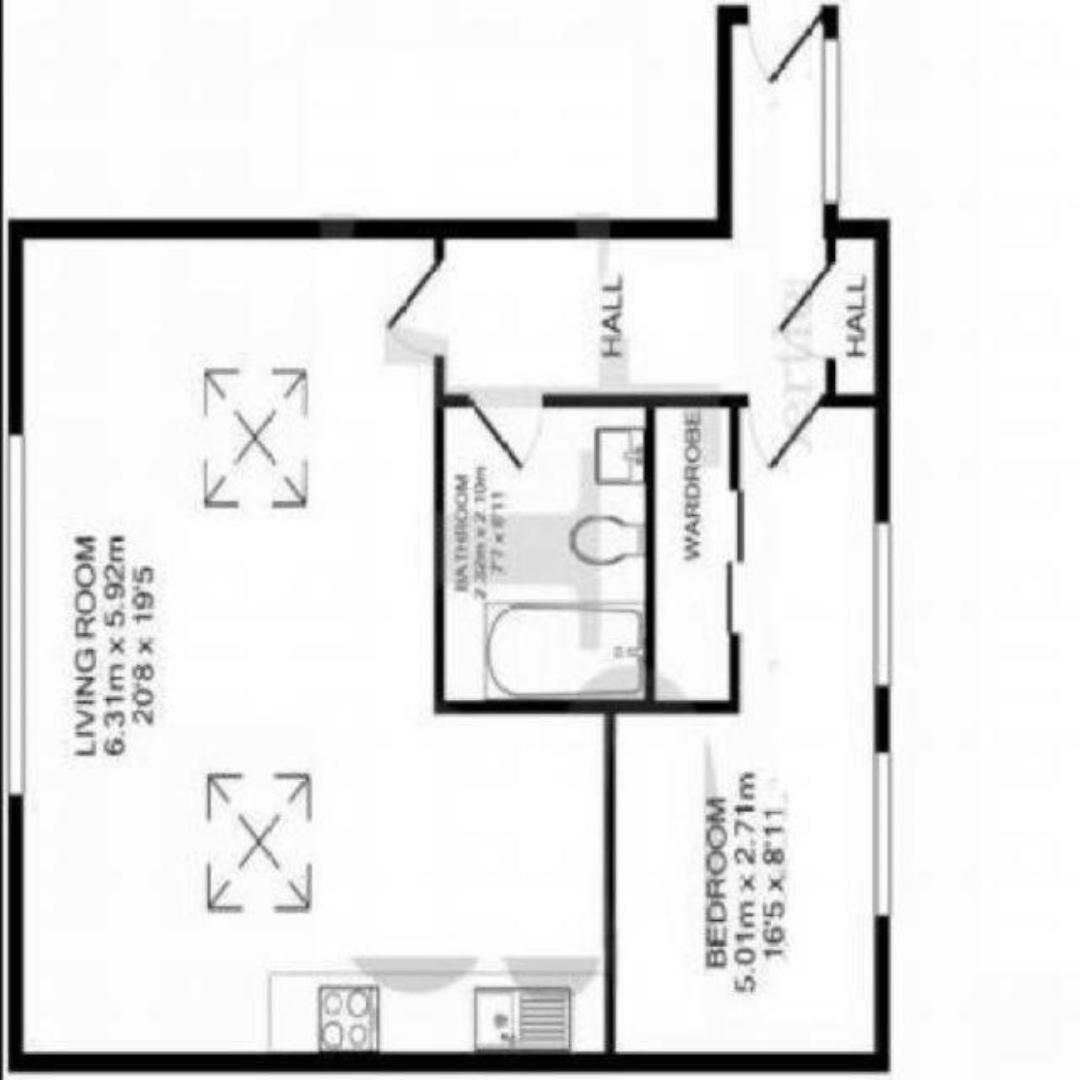 LIVING ROOM
6.31m x 5.92m
20'8 x 19'5
BATHROOM
2.32m x 2.10m
7'7 x 6'11
HALL
WARDROBE
HALL
BEDROOM
5.01m x 2.71m
16'5 x 8'11